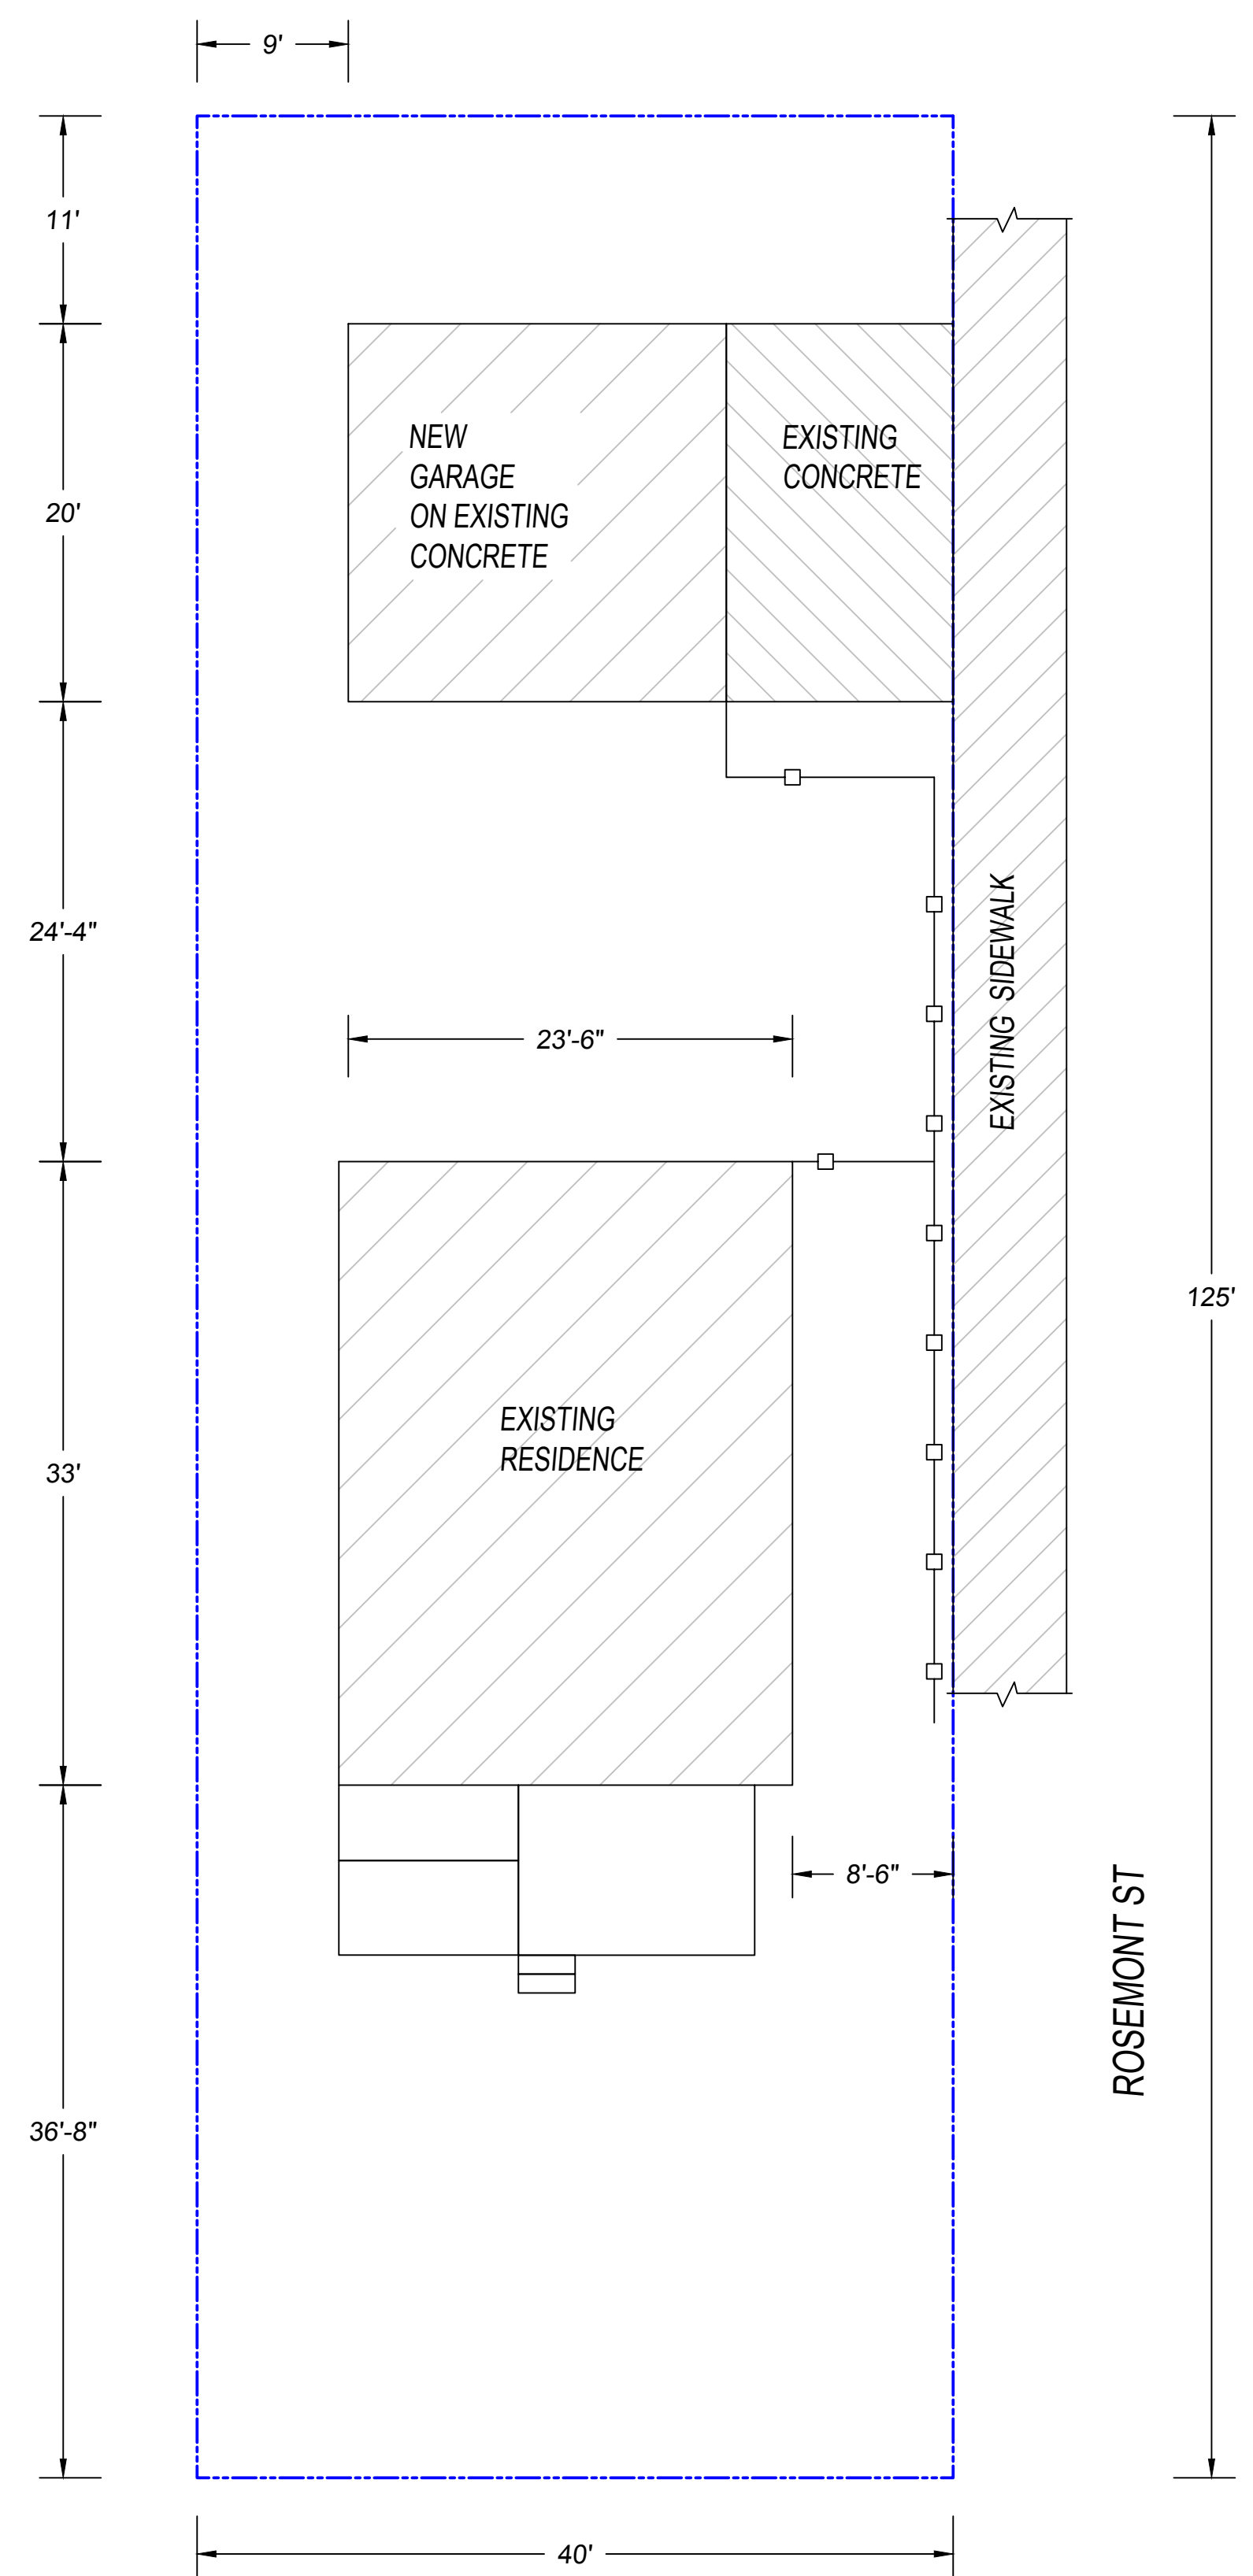 9'
11'
20'
NEW
GARAGE
ON EXISTING
CONCRETE
EXISTING
CONCRETE
24'-4"
23'-6"
EXISTING SIDEWALK
125'
33'
EXISTING
RESIDENCE
8'-6"
ROSEMONT ST
36'-8"
40'